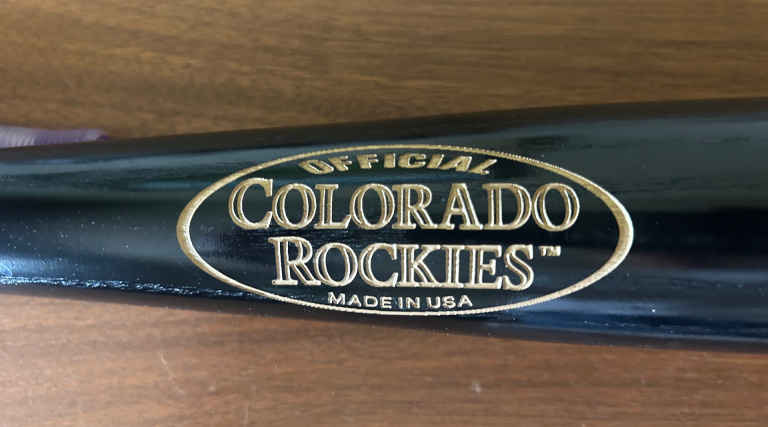 OFFICIAL
COLORADO
ROCKIES™
MADE IN USA